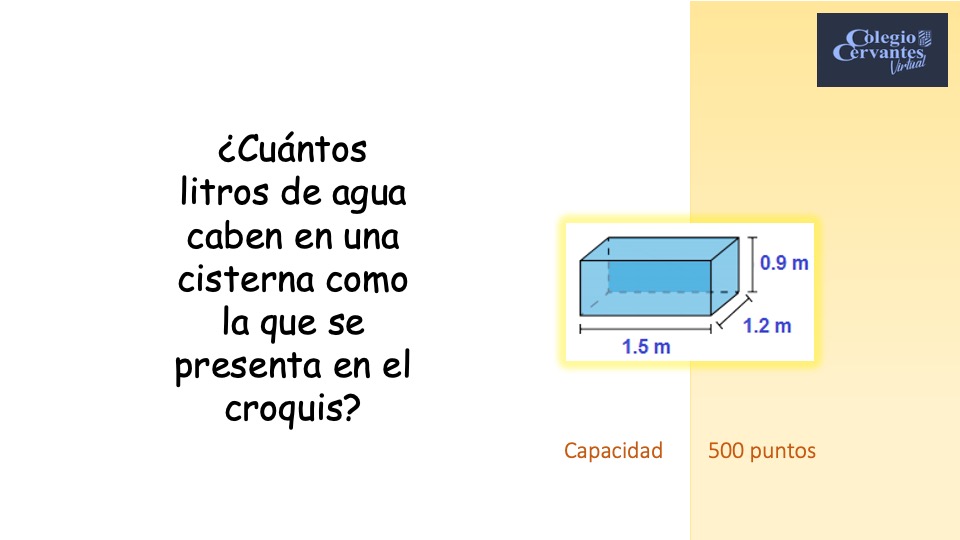 Colegio
Cervantes
Virtual
¿Cuántos
litros de agua
caben en una
cisterna como
la que se
presenta en el
croquis?
0.9 m
1.2 m
1.5 m
Capacidad
500 puntos